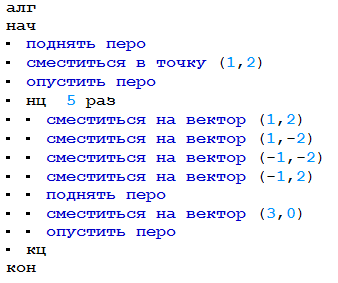 алг
нач
▪ поднять перо
▪ сместиться в точку (1,2)
▪ опустить перо
▪ нц 5 раз
▪ ▪ сместиться на вектор (1,2)
▪ ▪ сместиться на вектор (1,-2)
▪ ▪ сместиться на вектор (-1,-2)
▪ ▪ сместиться на вектор (-1,2)
▪ ▪ поднять перо
▪ ▪ сместиться на вектор (3,0)
▪ ▪ опустить перо
▪ кц
кон